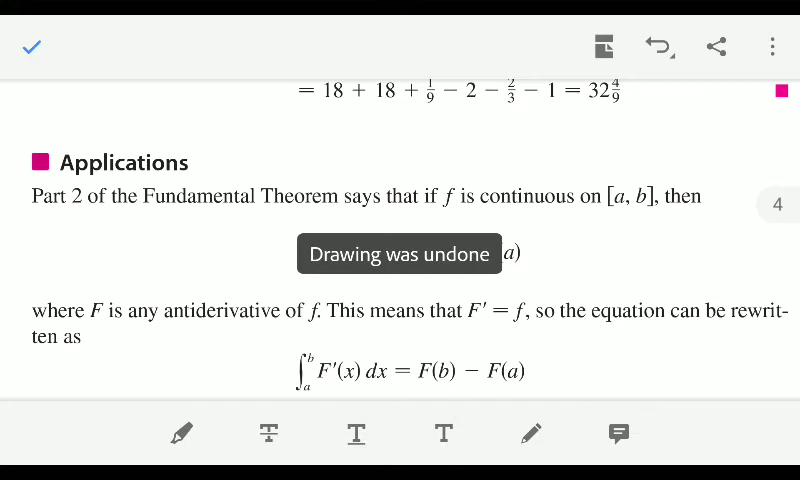 = 18 + 18 + 1/9 − 2 − 2/3 − 1 = 32 4/9
Applications
Part 2 of the Fundamental Theorem says that if f is continuous on [a, b], then
4
Drawing was undone
a)
where F is any antiderivative of f. This means that F′ = f, so the equation can be rewrit-
ten as
∫ₐᵇ F′(x) dx = F(b) − F(a)
T T T